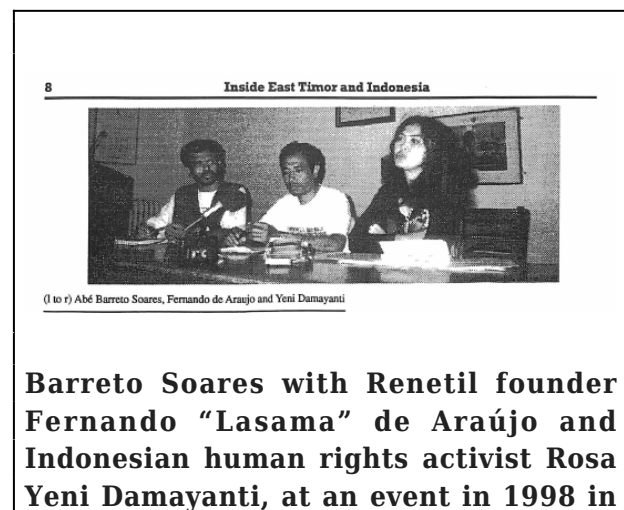 8 Inside East Timor and Indonesia
(l to r) Abé Barreto Soares, Fernando de Araujo and Yeni Damayanti
Barreto Soares with Renetil founder
Fernando “Lasama” de Araújo and
Indonesian human rights activist Rosa
Yeni Damayanti, at an event in 1998 in